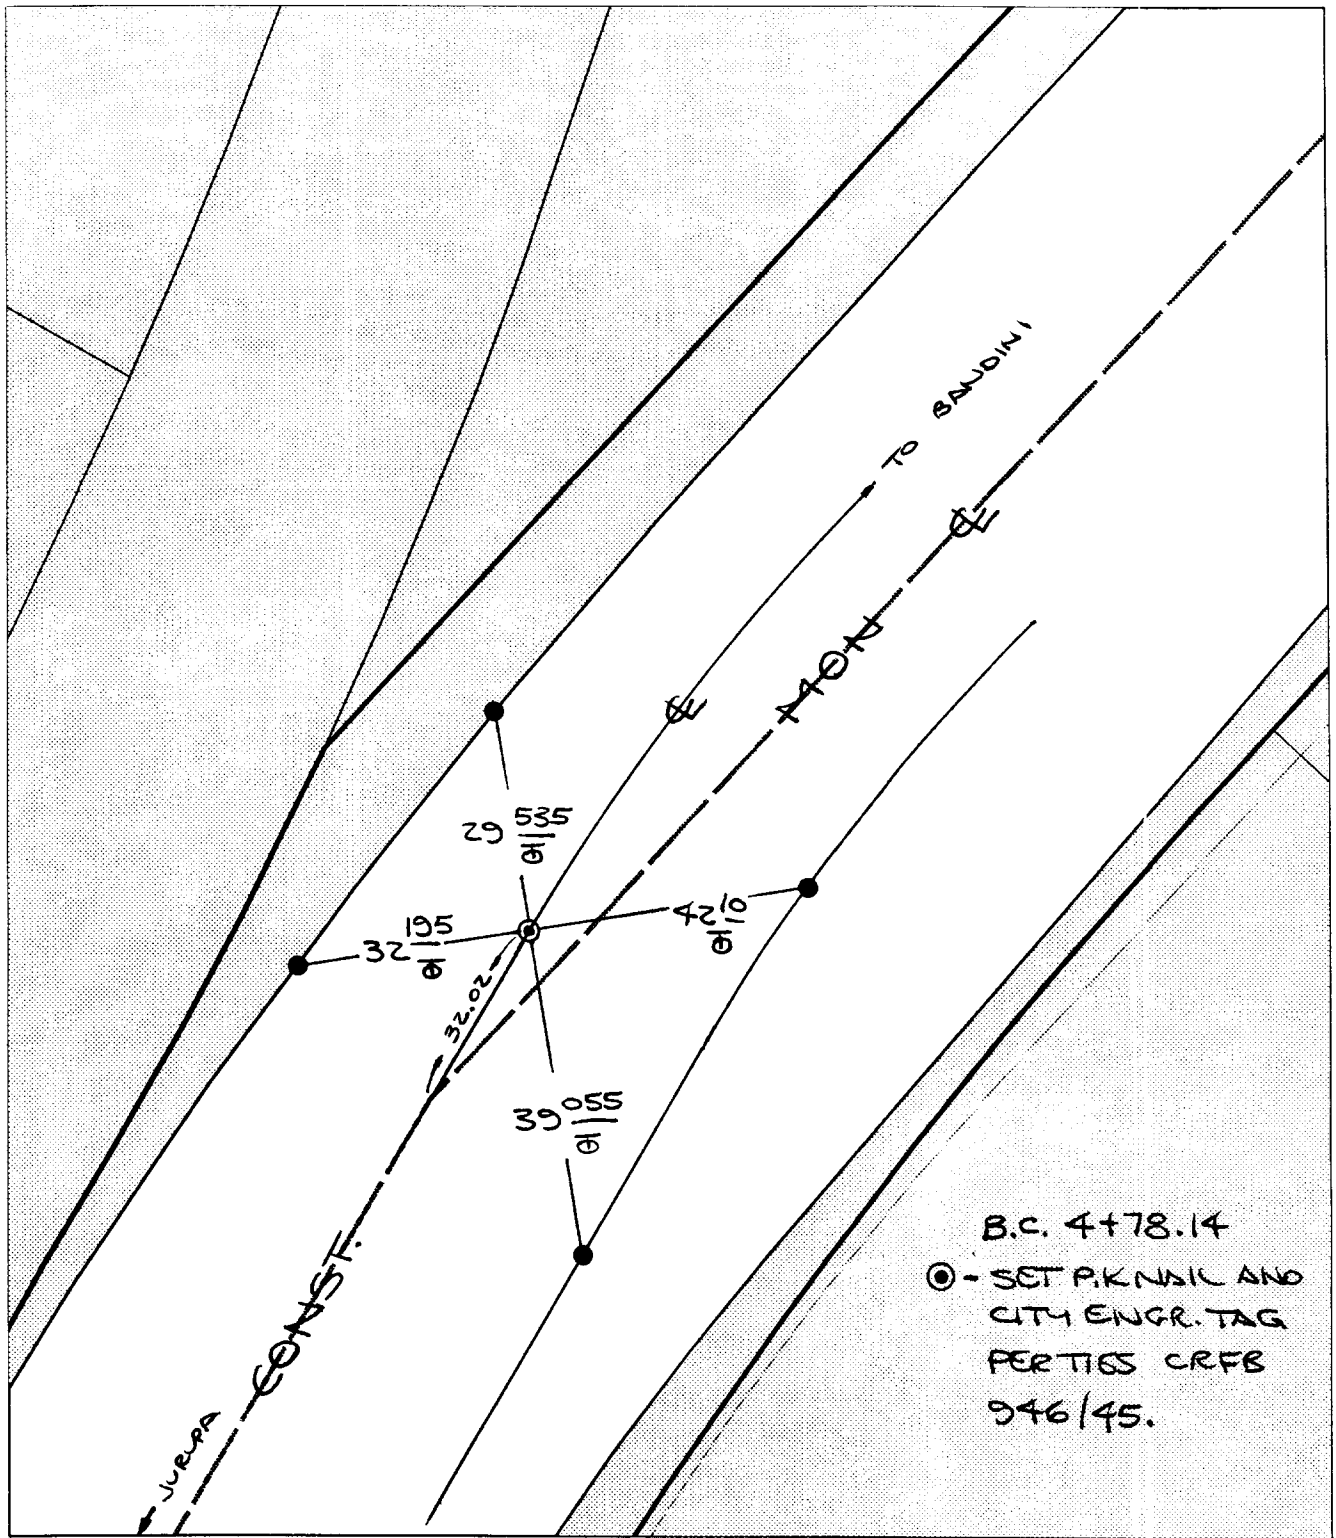 TO BANDINI
℄
MON
℄
29 535
32 195
42 10
32.02
39 055
CONST.
JURUPA
B.C. 4+78.14
- SET P.K NAIL AND
CITY ENGR. TAG
PER TIES CRFB
946/45.